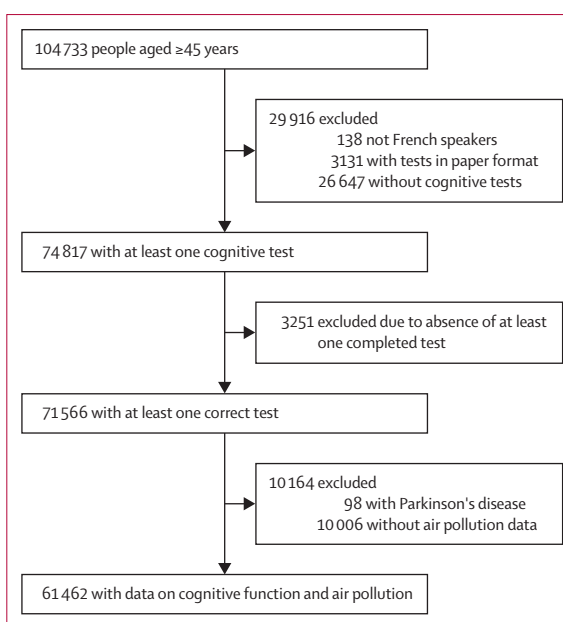 104 733 people aged ≥45 years
29 916 excluded
138 not French speakers
3131 with tests in paper format
26 647 without cognitive tests
74 817 with at least one cognitive test
3251 excluded due to absence of at least
one completed test
71 566 with at least one correct test
10 164 excluded
98 with Parkinson's disease
10 006 without air pollution data
61 462 with data on cognitive function and air pollution